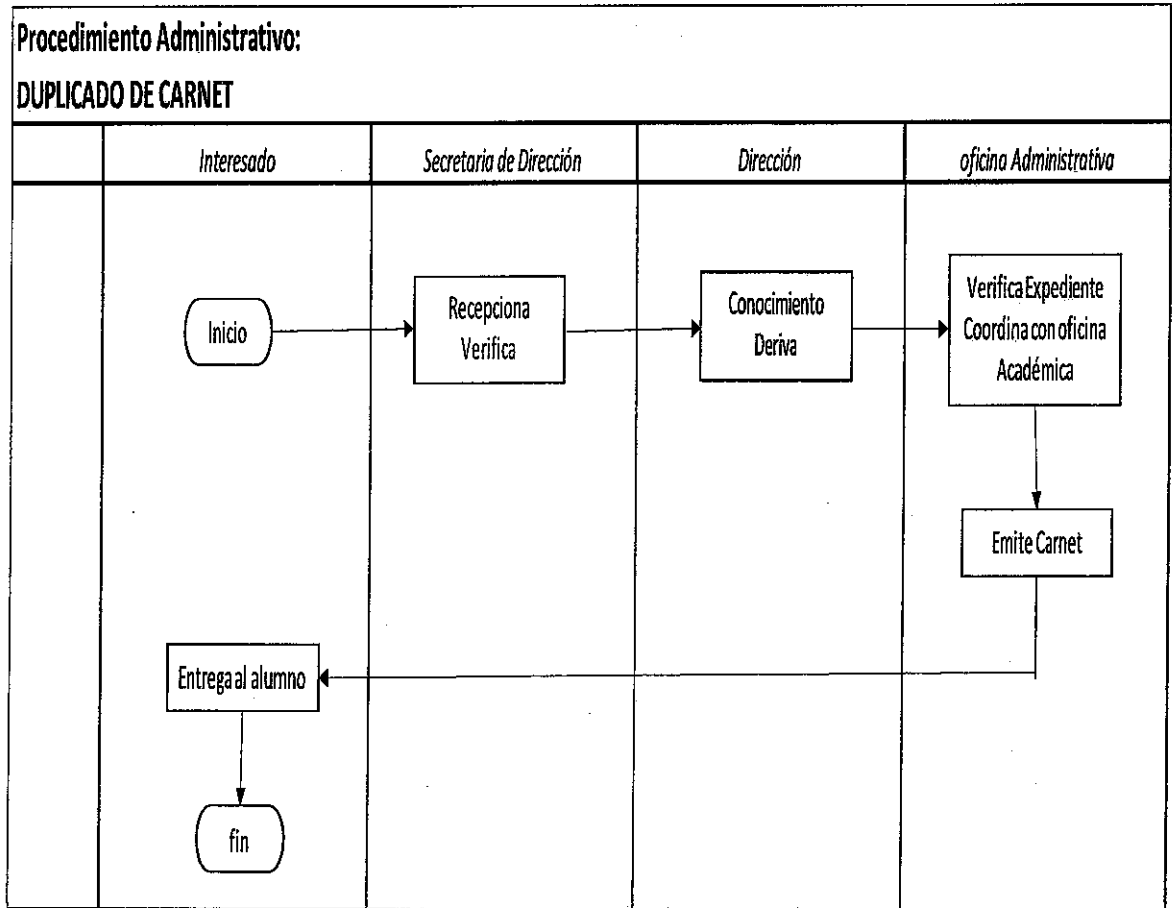 Procedimiento Administrativo:
DUPLICADO DE CARNET
Interesado
Secretaria de Dirección
Dirección
oficina Administrativa
Inicio
Recepciona
Verifica
Conocimiento
Deriva
Verifica Expediente
Coordina con oficina
Académica
Emite Carnet
Entrega al alumno
fin